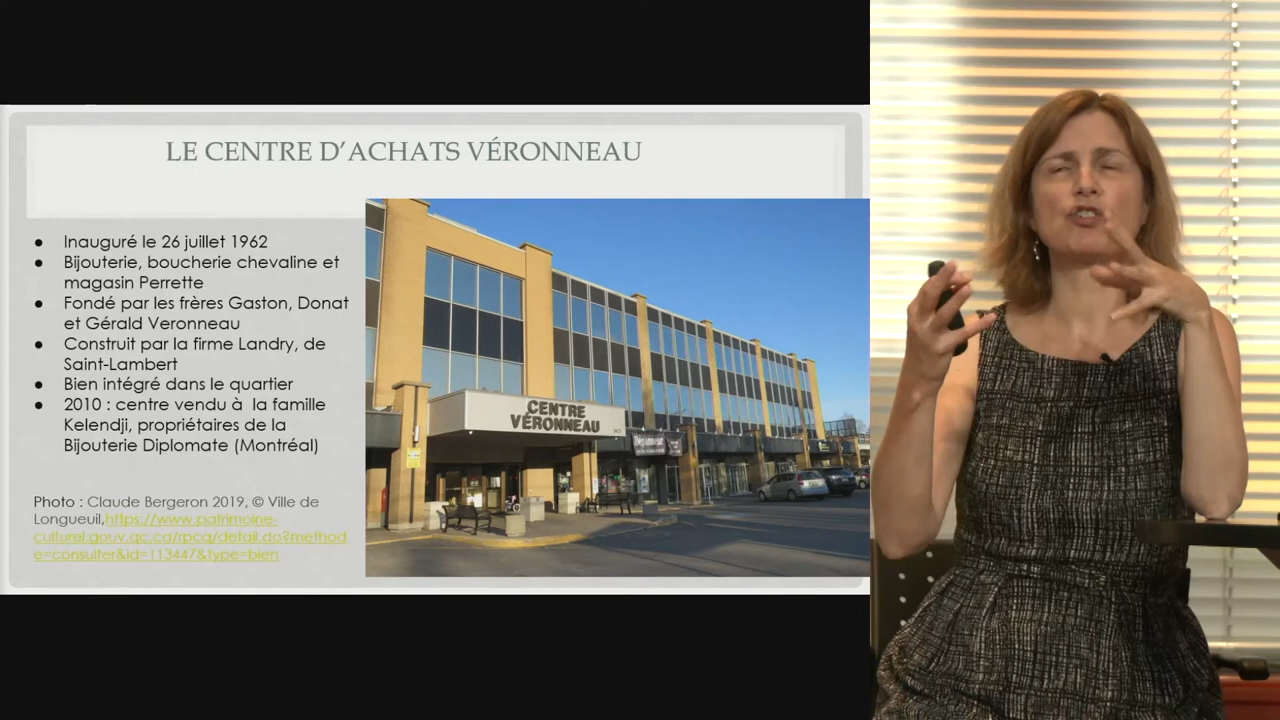 LE CENTRE D’ACHATS VÉRONNEAU
● Inauguré le 26 juillet 1962
● Bijouterie, boucherie chevaline et
magasin Perrette
● Fondé par les frères Gaston, Donat
et Gérald Veronneau
● Construit par la firme Landry, de
Saint-Lambert
● Bien intégré dans le quartier
● 2010 : centre vendu à la famille
Kelendji, propriétaires de la
Bijouterie Diplomate (Montréal)
Photo : Claude Bergeron 2019, © Ville de
Longueuil,https://www.patrimoine-
culturel.gouv.qc.ca/rpcq/detail.do?method
e=consulter&id=113447&type=bien
CENTRE
VÉRONNEAU